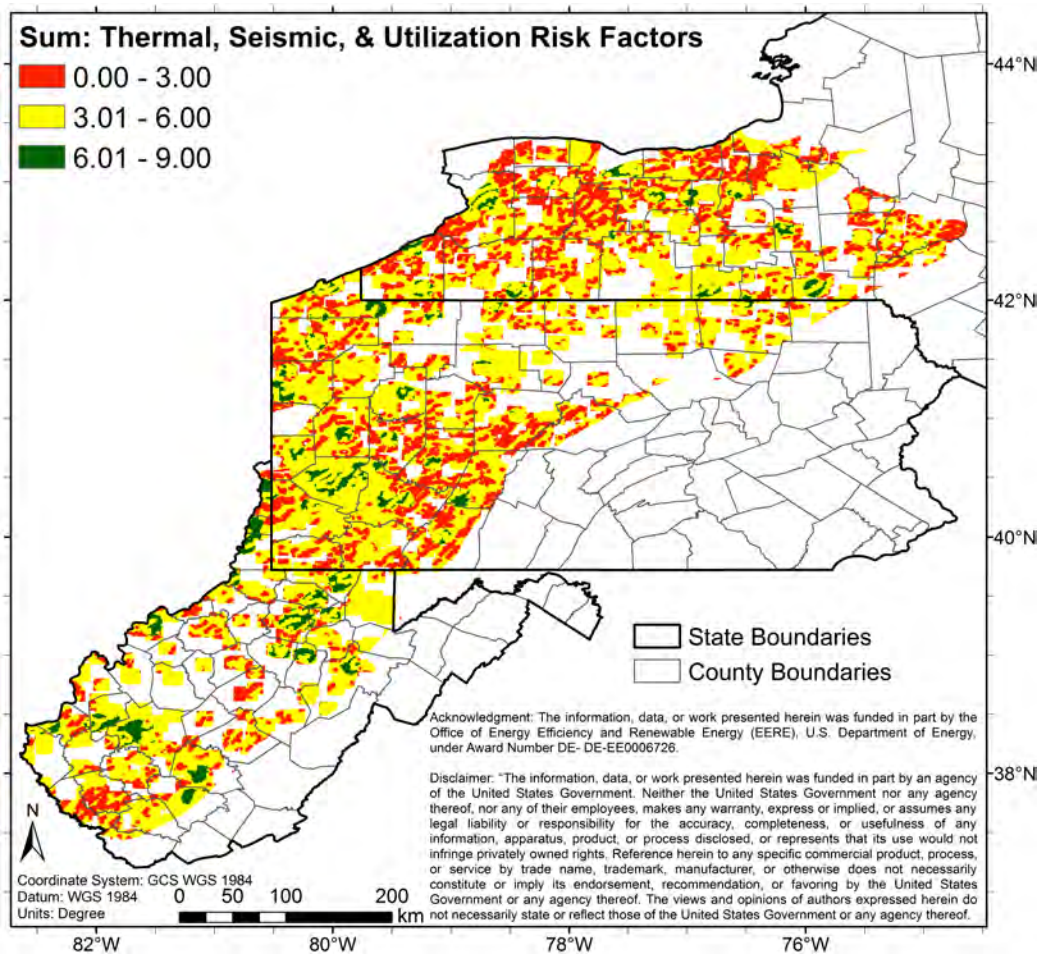 Sum: Thermal, Seismic, & Utilization Risk Factors
0.00 - 3.00
3.01 - 6.00
6.01 - 9.00
44°N
42°N
40°N
State Boundaries
County Boundaries
Acknowledgment: The information, data, or work presented herein was funded in part by the
Office of Energy Efficiency and Renewable Energy (EERE), U.S. Department of Energy,
under Award Number DE- DE-EE0006726.
38°N
Disclaimer: “The information, data, or work presented herein was funded in part by an agency
of the United States Government. Neither the United States Government nor any agency
thereof, nor any of their employees, makes any warranty, express or implied, or assumes any
legal liability or responsibility for the accuracy, completeness, or usefulness of any
information, apparatus, product, or process disclosed, or represents that its use would not
infringe privately owned rights. Reference herein to any specific commercial product, process,
or service by trade name, trademark, manufacturer, or otherwise does not necessarily
constitute or imply its endorsement, recommendation, or favoring by the United States
Government or any agency thereof. The views and opinions of authors expressed herein do
not necessarily state or reflect those of the United States Government or any agency thereof.
N
Coordinate System: GCS WGS 1984
Datum: WGS 1984
Units: Degree
0 50 100 200
km
82°W 80°W 78°W 76°W